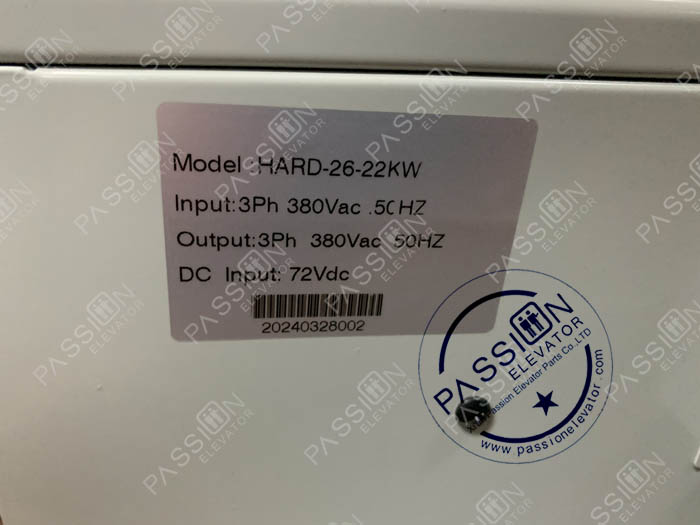 Model :HARD-26-22KW
Input:3Ph 380Vac .50HZ
Output:3Ph 380Vac 50HZ
DC Input: 72Vdc
20240328002
PASSION
ELEVATOR
Passion Elevator Parts Co.,LTD
www.passionelevator.com